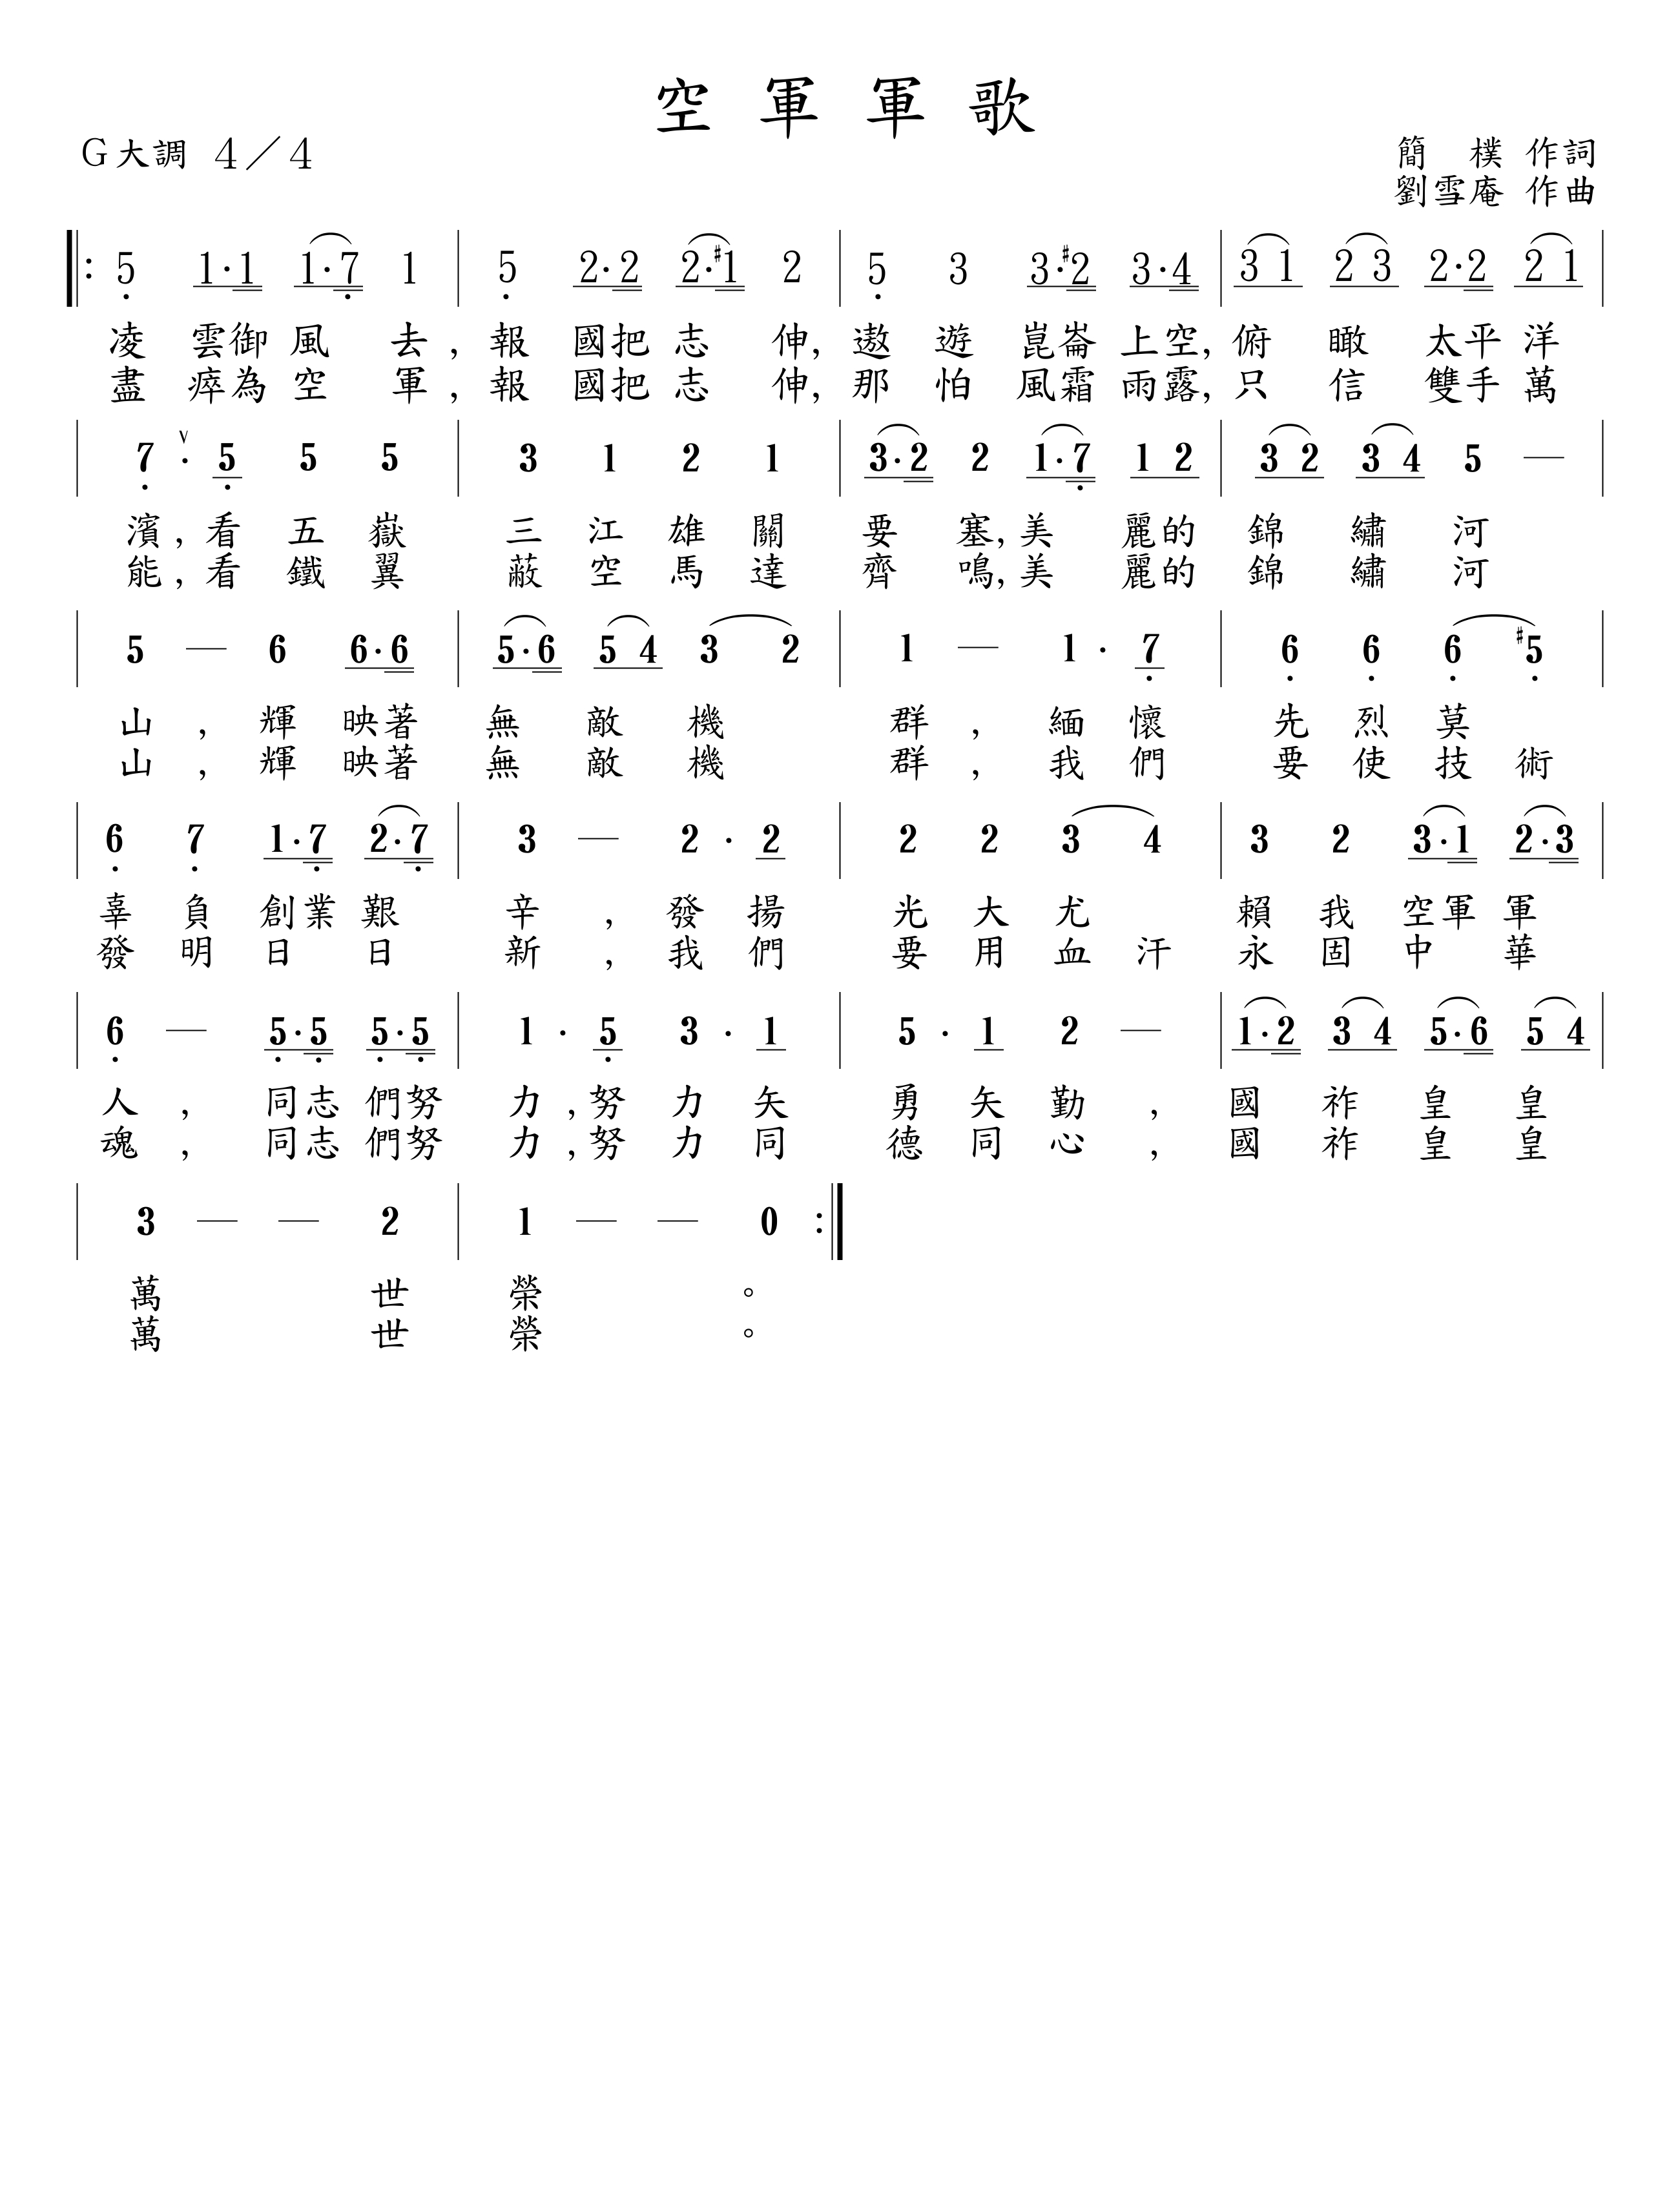 空軍軍歌
G大調 4／4
簡 樸 作詞
劉雪庵 作曲
5 1·1 1·7 1 5 2·2 2·#1 2 5 3 3·#2 3·4 3 1 2 3 2·2 2 1
凌雲御風去，報國把志伸，遨遊崑崙上空，俯瞰太平洋
盡瘁為空軍，報國把志伸，那怕風霜雨露，只信雙手萬
7· 5 5 5 3 1 2 1 3·2 2 1·7 1 2 3 2 3 4 5 —
濱，看五嶽三江雄關要塞，美麗的錦繡河
能，看鐵翼蔽空馬達齊鳴，美麗的錦繡河
5 — 6 6·6 5·6 5 4 3 2 1 — 1· 7 6 6 6 #5
山，輝映著無敵機群，緬懷先烈莫
山，輝映著無敵機群，我們要使技術
6 7 1·7 2·7 3 — 2· 2 2 2 3 4 3 2 3·1 2·3
辜負創業艱辛，發揚光大尤賴我空軍軍
發明日日新，我們要用血汗永固中華
6 — 5·5 5·5 1· 5 3· 1 5· 1 2 — 1·2 3 4 5·6 5 4
人，同志們努力，努力矢勇矢勤，國祚皇皇
魂，同志們努力，努力同德同心，國祚皇皇
3 — — 2 1 — — 0
萬世榮。
萬世榮。